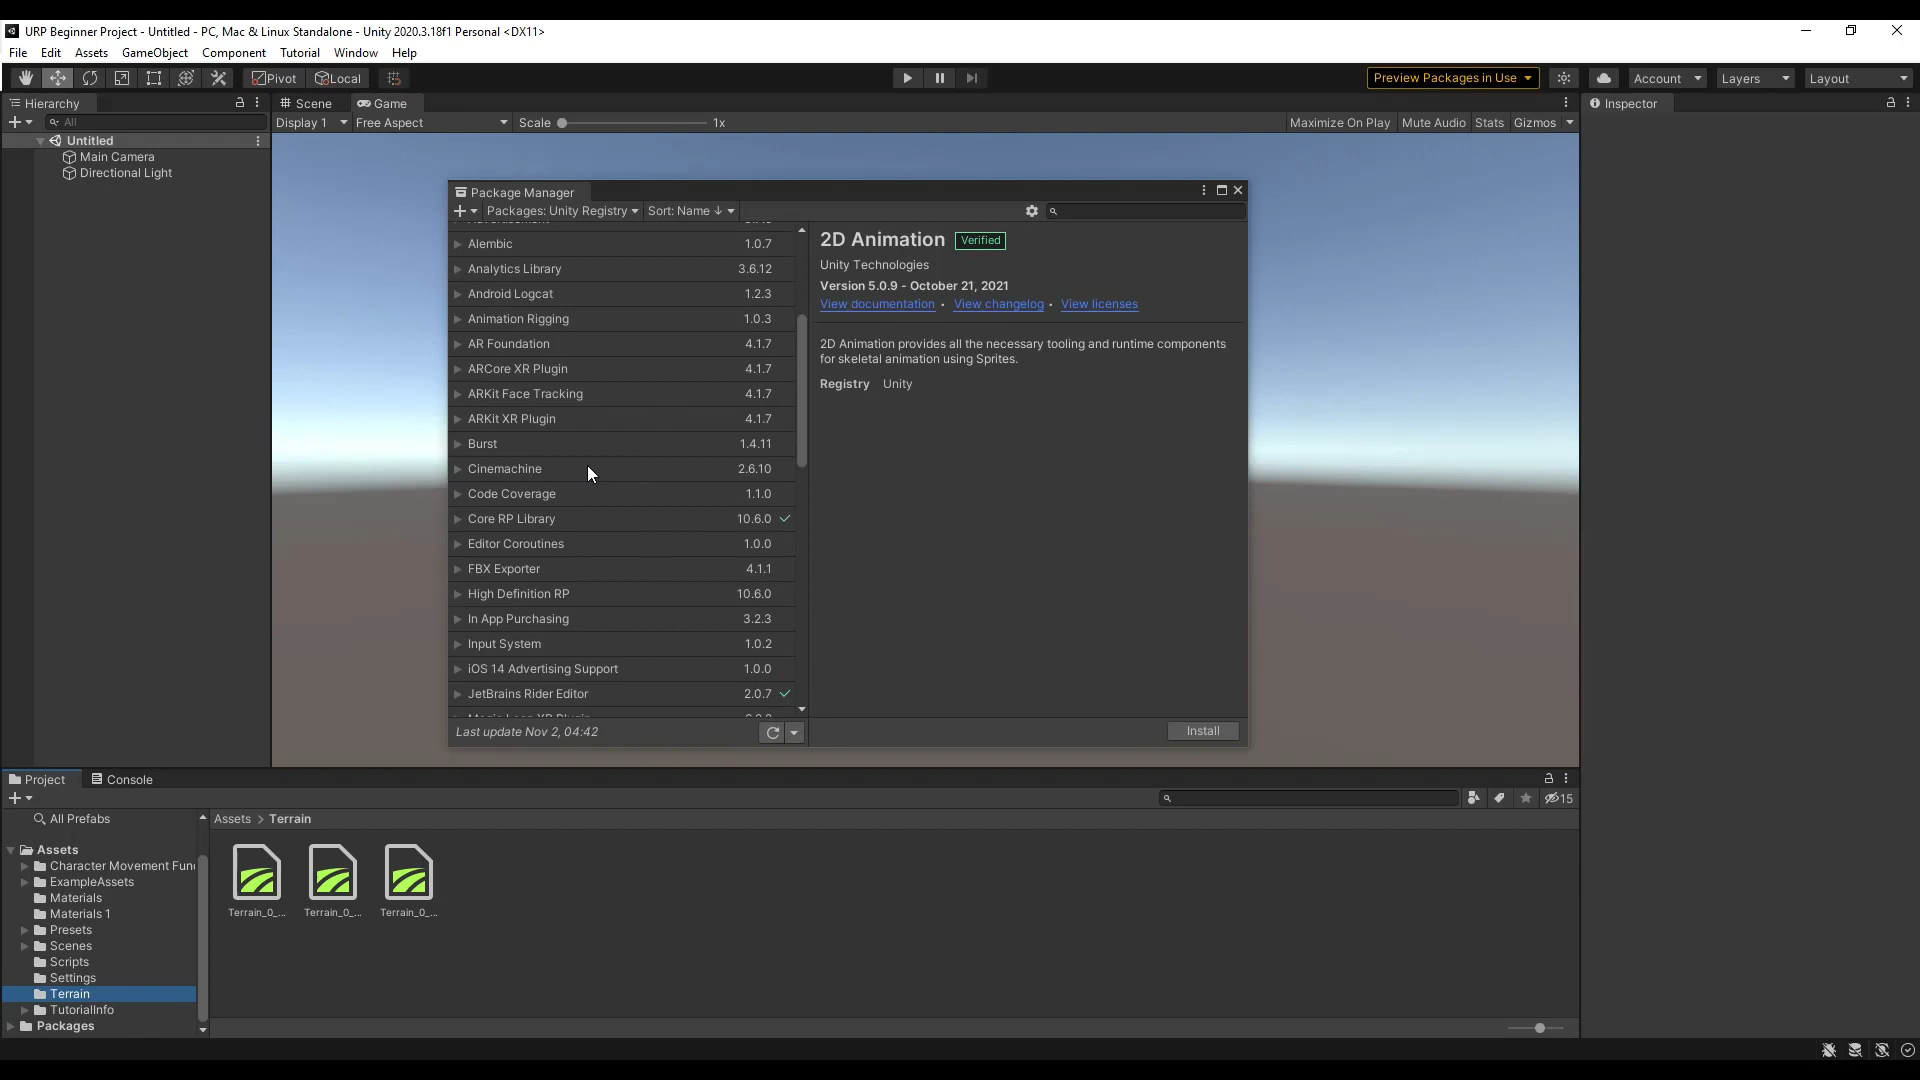 URP Beginner Project - Untitled - PC, Mac & Linux Standalone - Unity 2020.3.18f1 Personal <DX11>
File Edit Assets GameObject Component Tutorial Window Help
Pivot Local Preview Packages in Use Account Layers Layout
Hierarchy Scene Game Inspector
All Display 1 Free Aspect Scale 1x Maximize On Play Mute Audio Stats Gizmos
Untitled
Main Camera
Directional Light
Package Manager
Packages: Unity Registry Sort: Name ↓
Alembic 1.0.7
Analytics Library 3.6.12
Android Logcat 1.2.3
Animation Rigging 1.0.3
AR Foundation 4.1.7
ARCore XR Plugin 4.1.7
ARKit Face Tracking 4.1.7
ARKit XR Plugin 4.1.7
Burst 1.4.11
Cinemachine 2.6.10
Code Coverage 1.1.0
Core RP Library 10.6.0
Editor Coroutines 1.0.0
FBX Exporter 4.1.1
High Definition RP 10.6.0
In App Purchasing 3.2.3
Input System 1.0.2
iOS 14 Advertising Support 1.0.0
JetBrains Rider Editor 2.0.7
Last update Nov 2, 04:42
2D Animation Verified
Unity Technologies
Version 5.0.9 - October 21, 2021
View documentation • View changelog • View licenses
2D Animation provides all the necessary tooling and runtime components
for skeletal animation using Sprites.
Registry Unity
Install
Project Console
15
All Prefabs
Assets
Character Movement Fun
ExampleAssets
Materials
Materials 1
Presets
Scenes
Scripts
Settings
Terrain
TutorialInfo
Packages
Assets > Terrain
Terrain_0_... Terrain_0_... Terrain_0_...